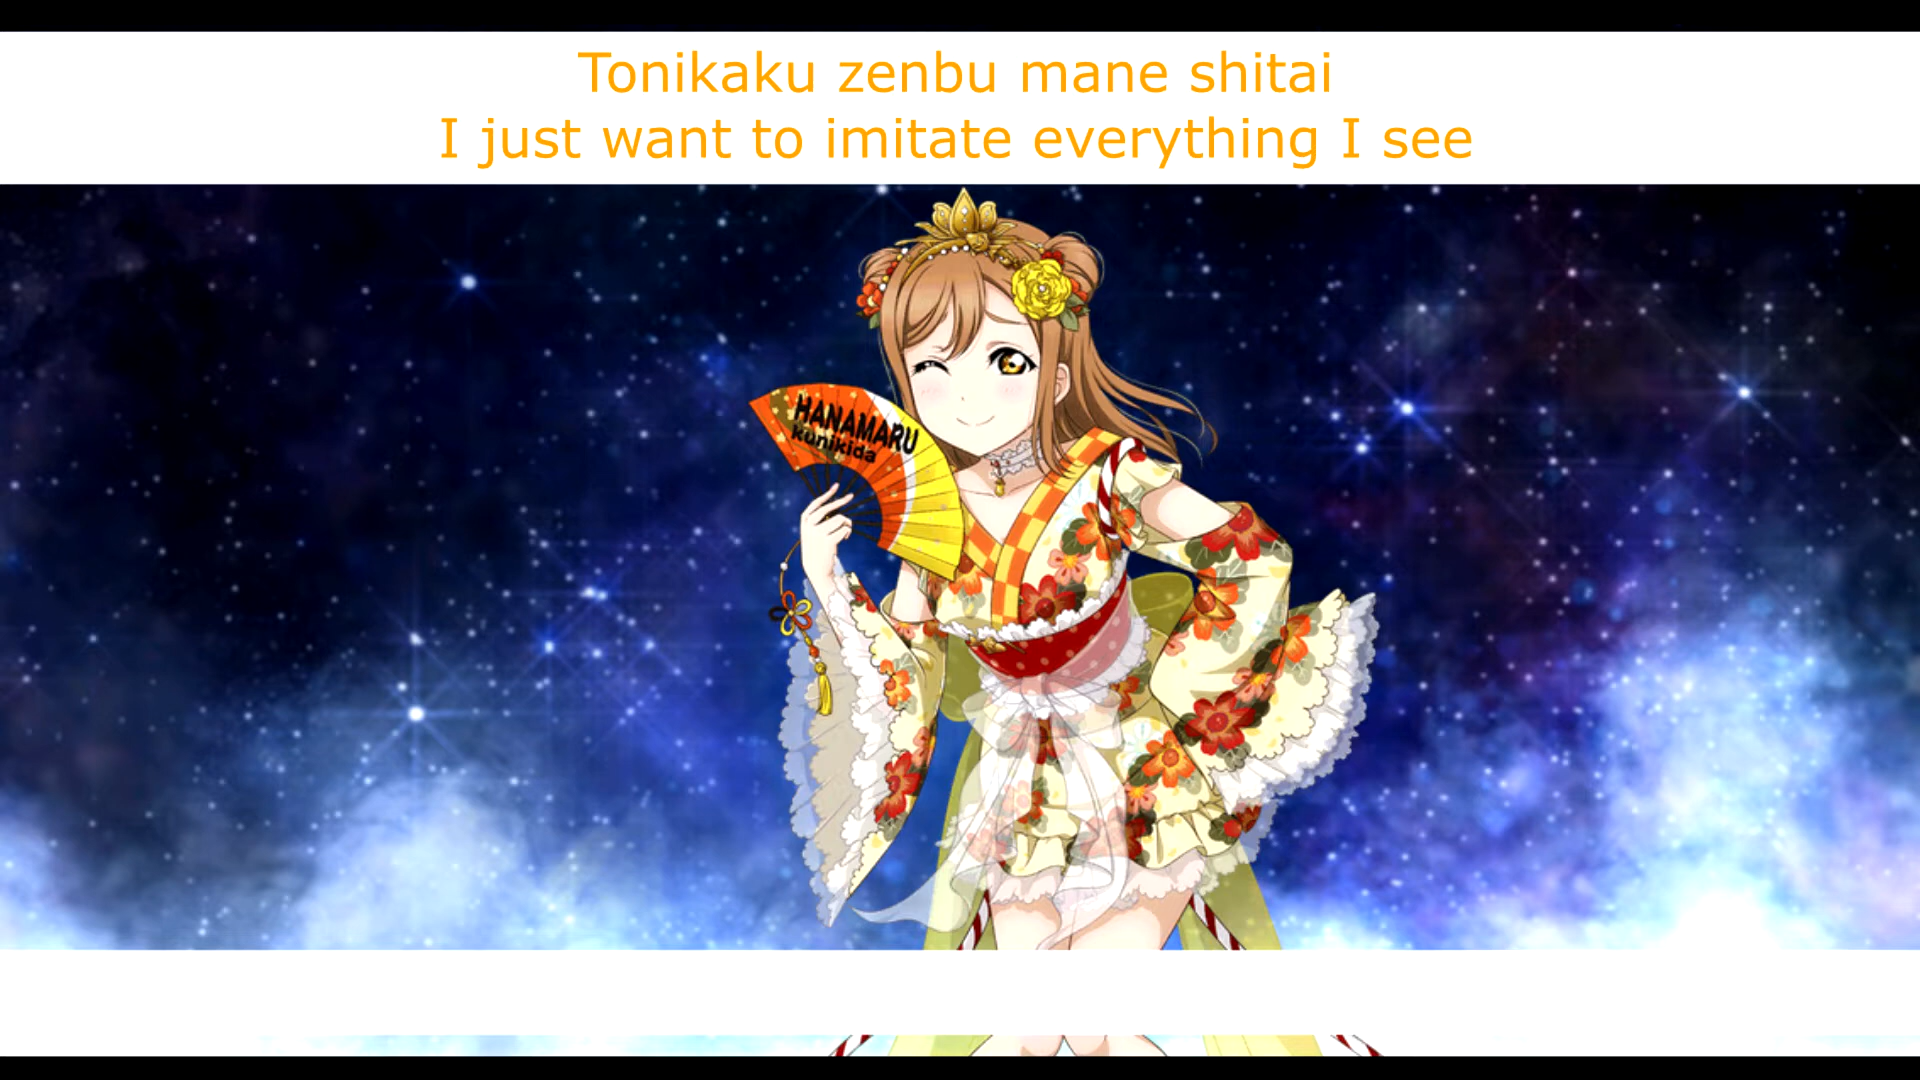 Tonikaku zenbu mane shitai
I just want to imitate everything I see
HANAMARU
Kunikida